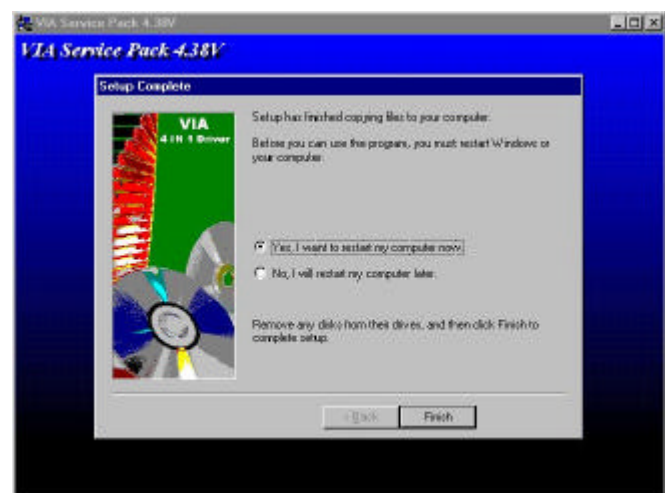 VIA Service Pack 4.38V
VIA Service Pack 4.38V
Setup Complete
VIA
4 IN 1 Driver
Setup has finished copying files to your computer.
Before you can use the program, you must restart Windows or
your computer.
Yes, I want to restart my computer now.
No, I will restart my computer later.
Remove any disks from their drives, and then click Finish to
complete setup.
< Back
Finish